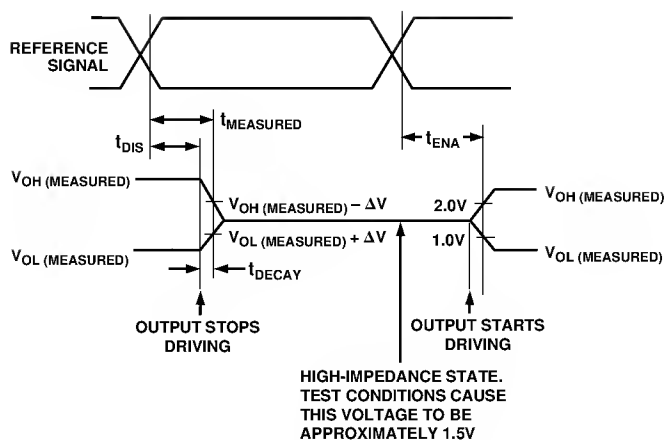 REFERENCE
SIGNAL
tMEASURED
tDIS
tENA
VOH (MEASURED)
VOH (MEASURED) – ΔV
2.0V
VOH (MEASURED)
VOL (MEASURED)
VOL (MEASURED) + ΔV
1.0V
VOL (MEASURED)
tDECAY
OUTPUT STOPS
DRIVING
OUTPUT STARTS
DRIVING
HIGH-IMPEDANCE STATE.
TEST CONDITIONS CAUSE
THIS VOLTAGE TO BE
APPROXIMATELY 1.5V